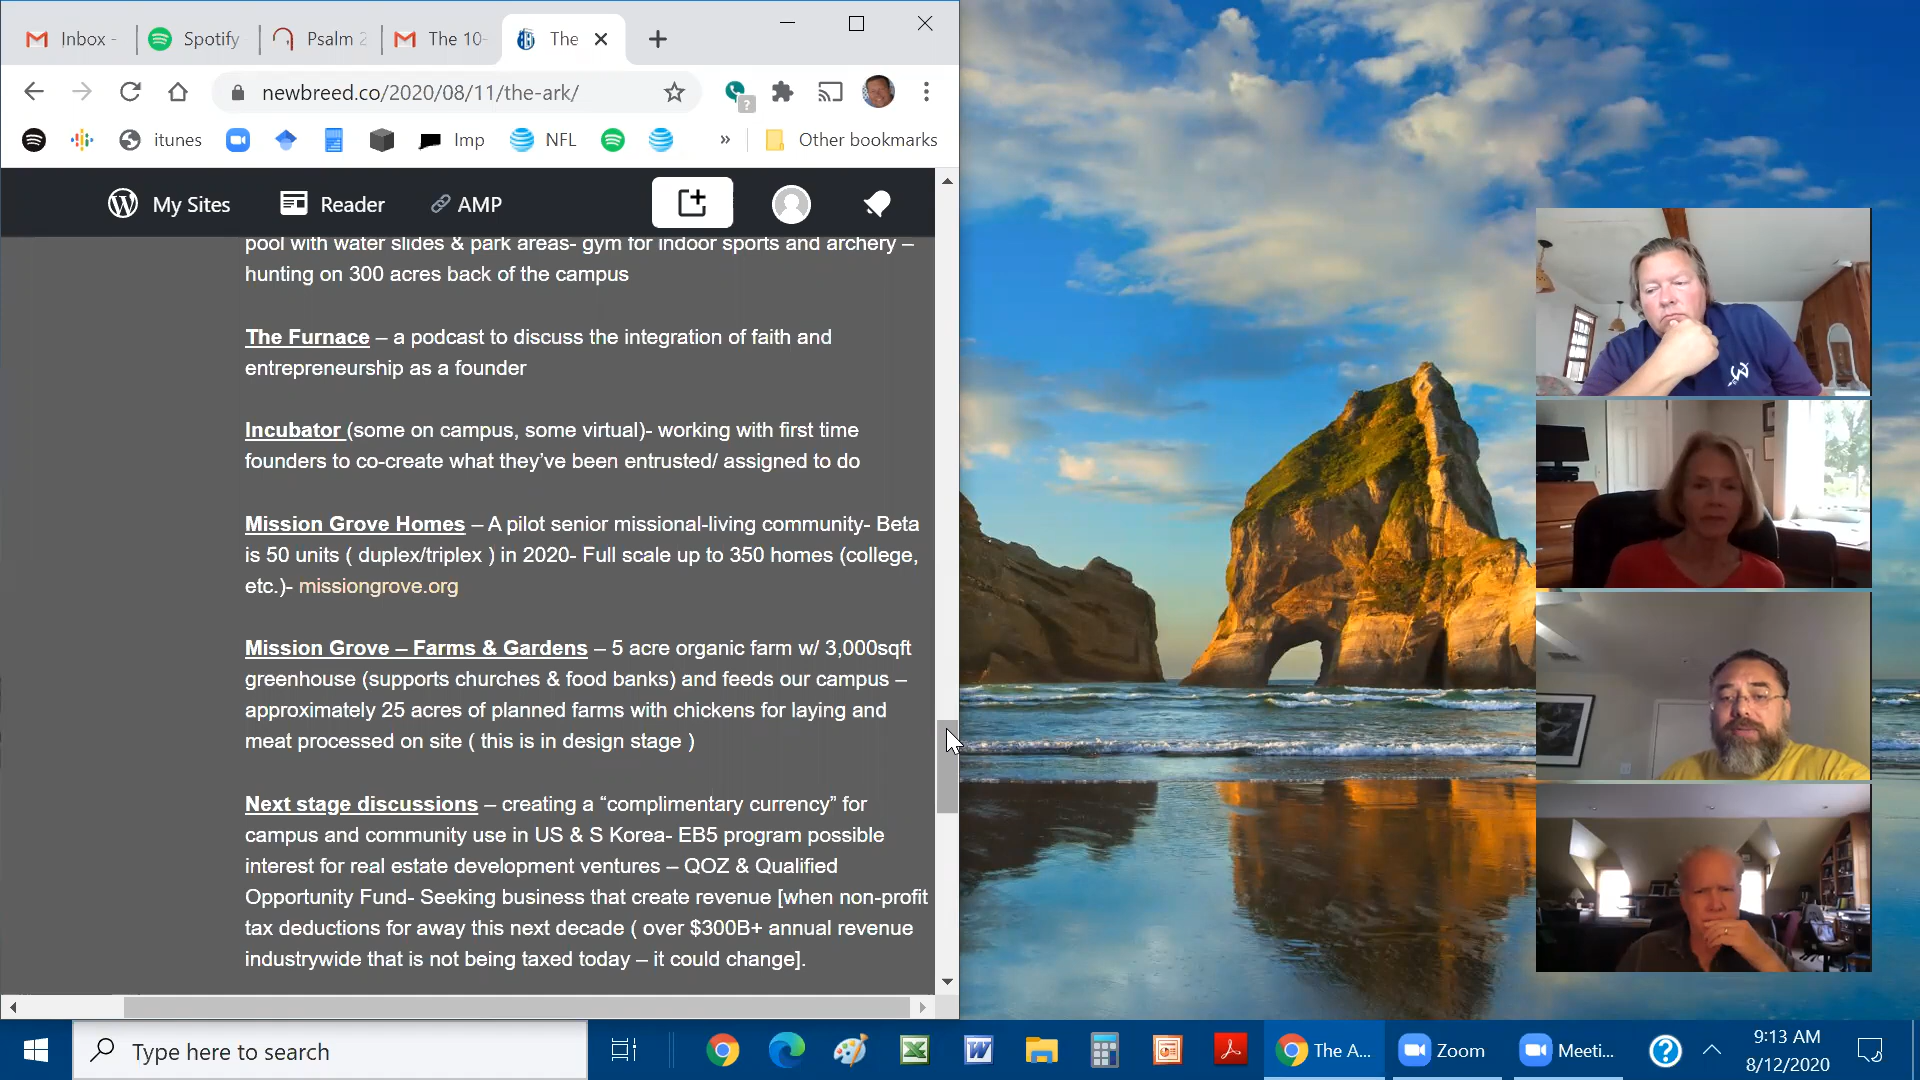 Inbox -
Spotify
Psalm 2
The 10-
The
newbreed.co/2020/08/11/the-ark/
itunes
Imp
NFL
»
Other bookmarks
My Sites
Reader
AMP
pool with water slides & park areas- gym for indoor sports and archery –
hunting on 300 acres back of the campus
The Furnace – a podcast to discuss the integration of faith and
entrepreneurship as a founder
Incubator (some on campus, some virtual)- working with first time
founders to co-create what they’ve been entrusted/ assigned to do
Mission Grove Homes – A pilot senior missional-living community- Beta
is 50 units ( duplex/triplex ) in 2020- Full scale up to 350 homes (college,
etc.)- missiongrove.org
Mission Grove – Farms & Gardens – 5 acre organic farm w/ 3,000sqft
greenhouse (supports churches & food banks) and feeds our campus –
approximately 25 acres of planned farms with chickens for laying and
meat processed on site ( this is in design stage )
Next stage discussions – creating a “complimentary currency” for
campus and community use in US & S Korea- EB5 program possible
interest for real estate development ventures – QOZ & Qualified
Opportunity Fund- Seeking business that create revenue [when non-profit
tax deductions for away this next decade ( over $300B+ annual revenue
industrywide that is not being taxed today – it could change].
Type here to search
The A...
Zoom
Meeti...
9:13 AM
8/12/2020